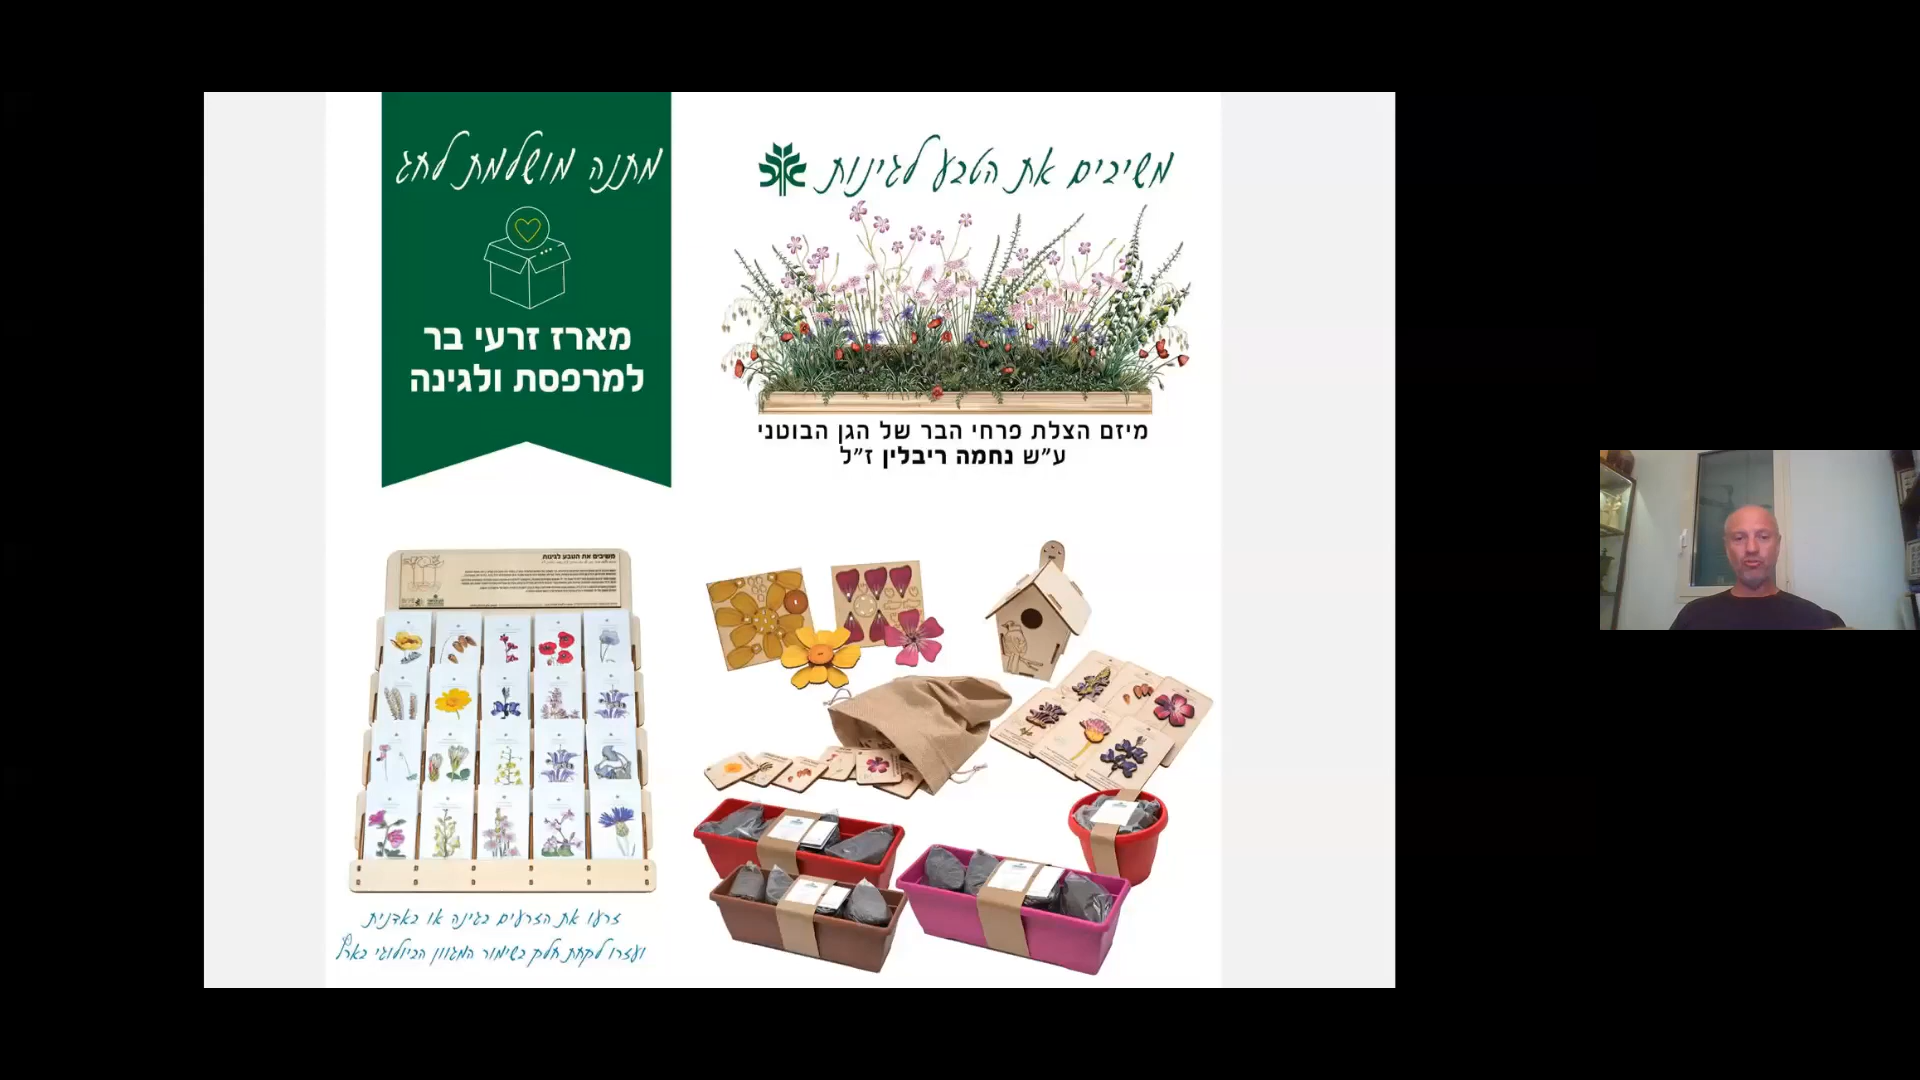 משיבים את הטבע לגינות
מיזם הצלת פרחי הבר של הגן הבוטני
ע״ש נחמה ריבלין ז״ל
מתנה מושלמת לחג
מארז זרעי בר
למרפסת ולגינה
משיבים את הטבע לגינות
זרעו את הזרעים בגינה או באדנית
ועזרו לקחת חלק בשימור המגוון הביולוגי בארץ